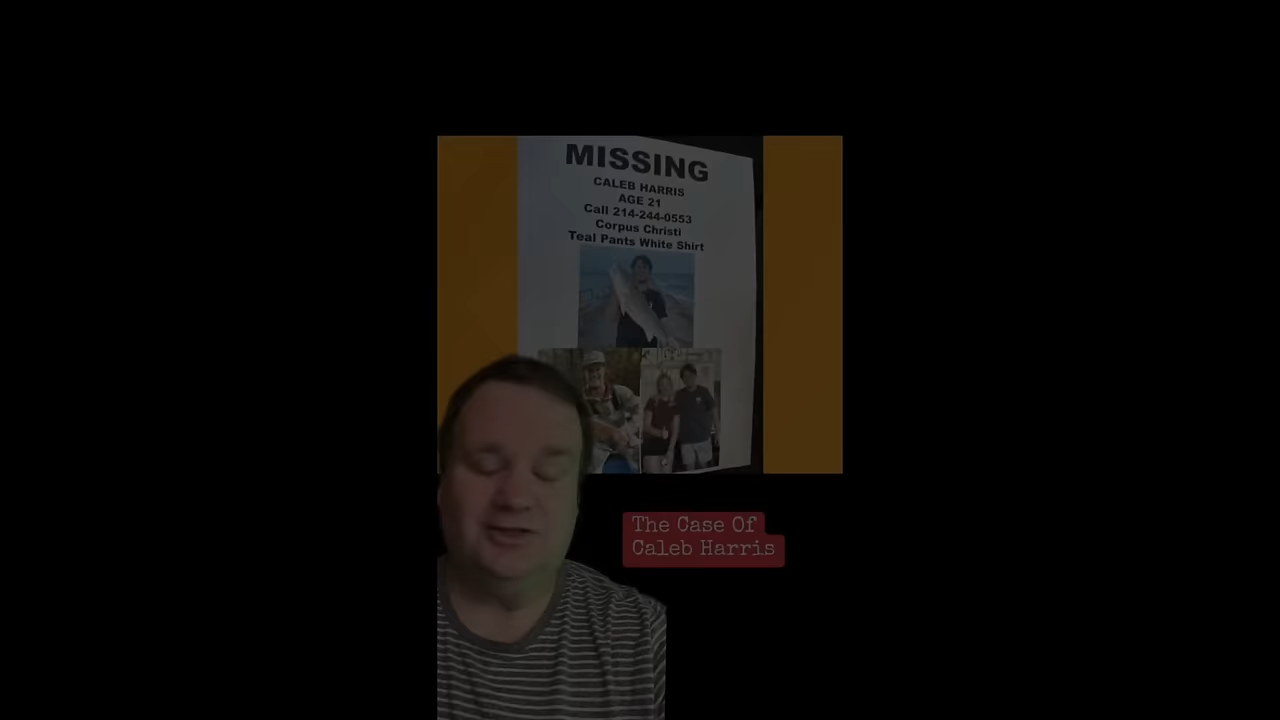 MISSING
CALEB HARRIS
AGE 21
Call 214-244-0553
Corpus Christi
Teal Pants White Shirt
The Case Of
Caleb Harris